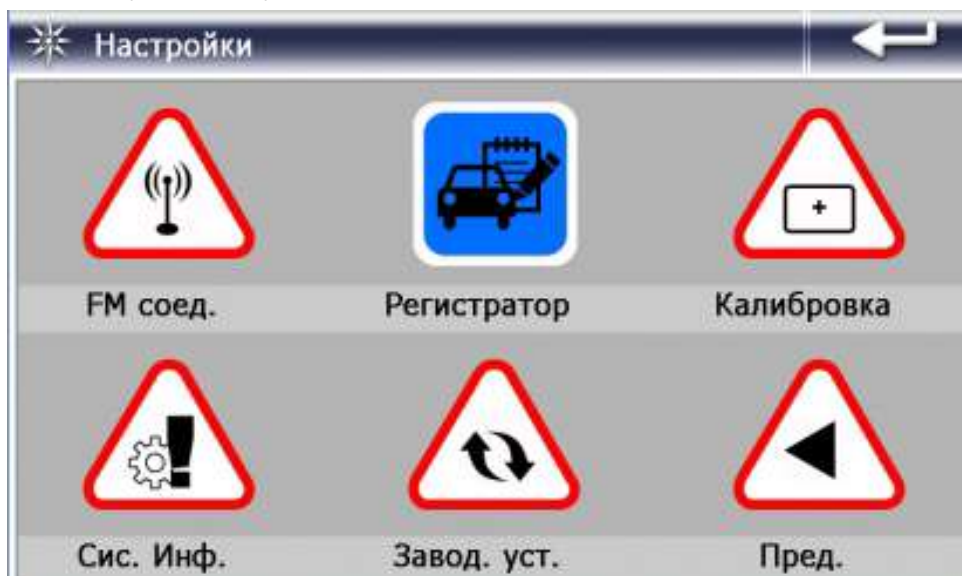 Настройки
FM соед. Регистратор Калибровка
Сис. Инф. Завод. уст. Пред.